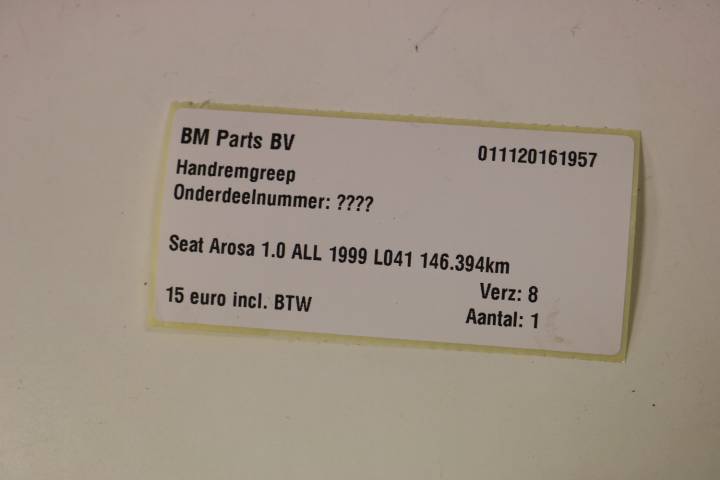 BM Parts BV
011120161957
Handremgreep
Onderdeelnummer: ????
Seat Arosa 1.0 ALL 1999 L041 146.394km
Verz: 8
15 euro incl. BTW
Aantal: 1